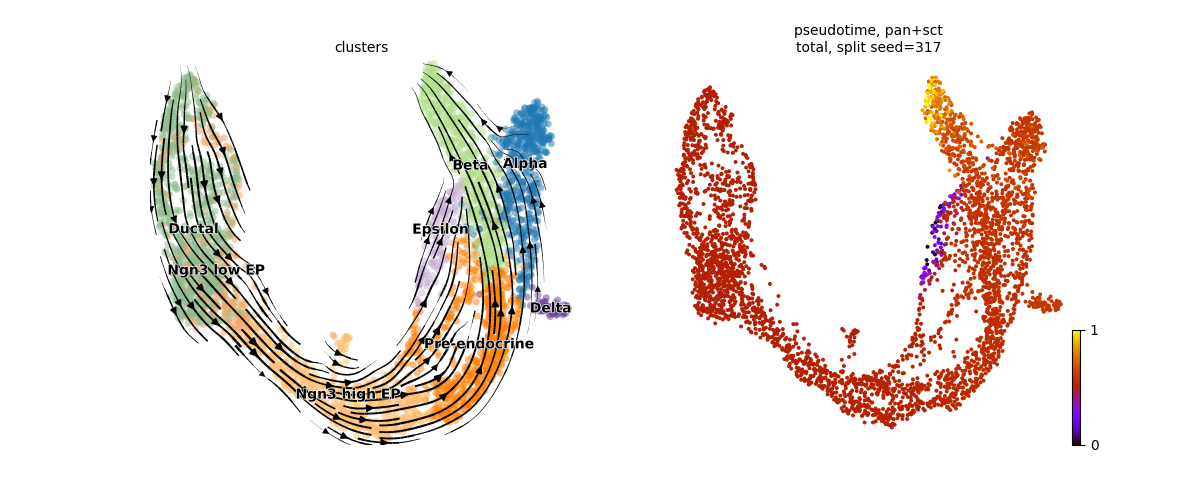 clusters
pseudotime, pan+sct
total, split seed=317
Beta
Alpha
Ductal
Epsilon
Ngn3 low EP
Delta
Pre-endocrine
Ngn3 high EP
1
0